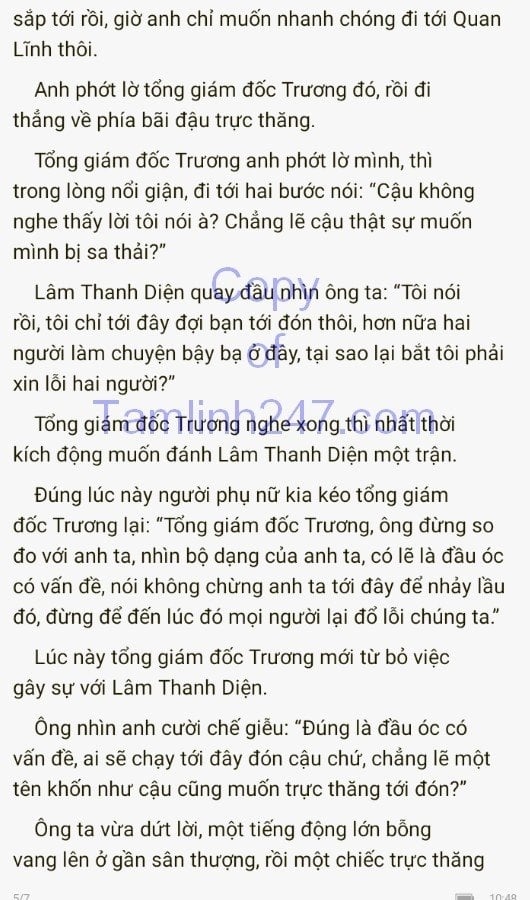 sắp tới rồi, giờ anh chỉ muốn nhanh chóng đi tới Quan
Lĩnh thôi.
Anh phớt lờ tổng giám đốc Trương đó, rồi đi
thẳng về phía bãi đậu trực thăng.
Tổng giám đốc Trương anh phớt lờ mình, thì
trong lòng nổi giận, đi tới hai bước nói: “Cậu không
nghe thấy lời tôi nói à? Chẳng lẽ cậu thật sự muốn
mình bị sa thải?”
Lâm Thanh Diện quay đầu nhìn ông ta: “Tôi nói
rồi, tôi chỉ tới đây đợi bạn tới đón thôi, hơn nữa hai
người làm chuyện bậy bạ ở đây, tại sao lại bắt tôi phải
xin lỗi hai người?”
Tổng giám đốc Trương nghe xong thì nhất thời
kích động muốn đánh Lâm Thanh Diện một trận.
Đúng lúc này người phụ nữ kia kéo tổng giám
đốc Trương lại: “Tổng giám đốc Trương, ông đừng so
đo với anh ta, nhìn bộ dạng của anh ta, có lẽ là đầu óc
có vấn đề, nói không chừng anh ta tới đây để nhảy lầu
đó, đừng để đến lúc đó mọi người lại đổ lỗi chúng ta.”
Lúc này tổng giám đốc Trương mới từ bỏ việc
gây sự với Lâm Thanh Diện.
Ông nhìn anh cười chế giễu: “Đúng là đầu óc có
vấn đề, ai sẽ chạy tới đây đón cậu chứ, chẳng lẽ một
tên khốn như cậu cũng muốn trực thăng tới đón?”
Ông ta vừa dứt lời, một tiếng động lớn bỗng
vang lên ở gần sân thượng, rồi một chiếc trực thăng
Copy
of
Tamlinh247.com
5/7
10:48